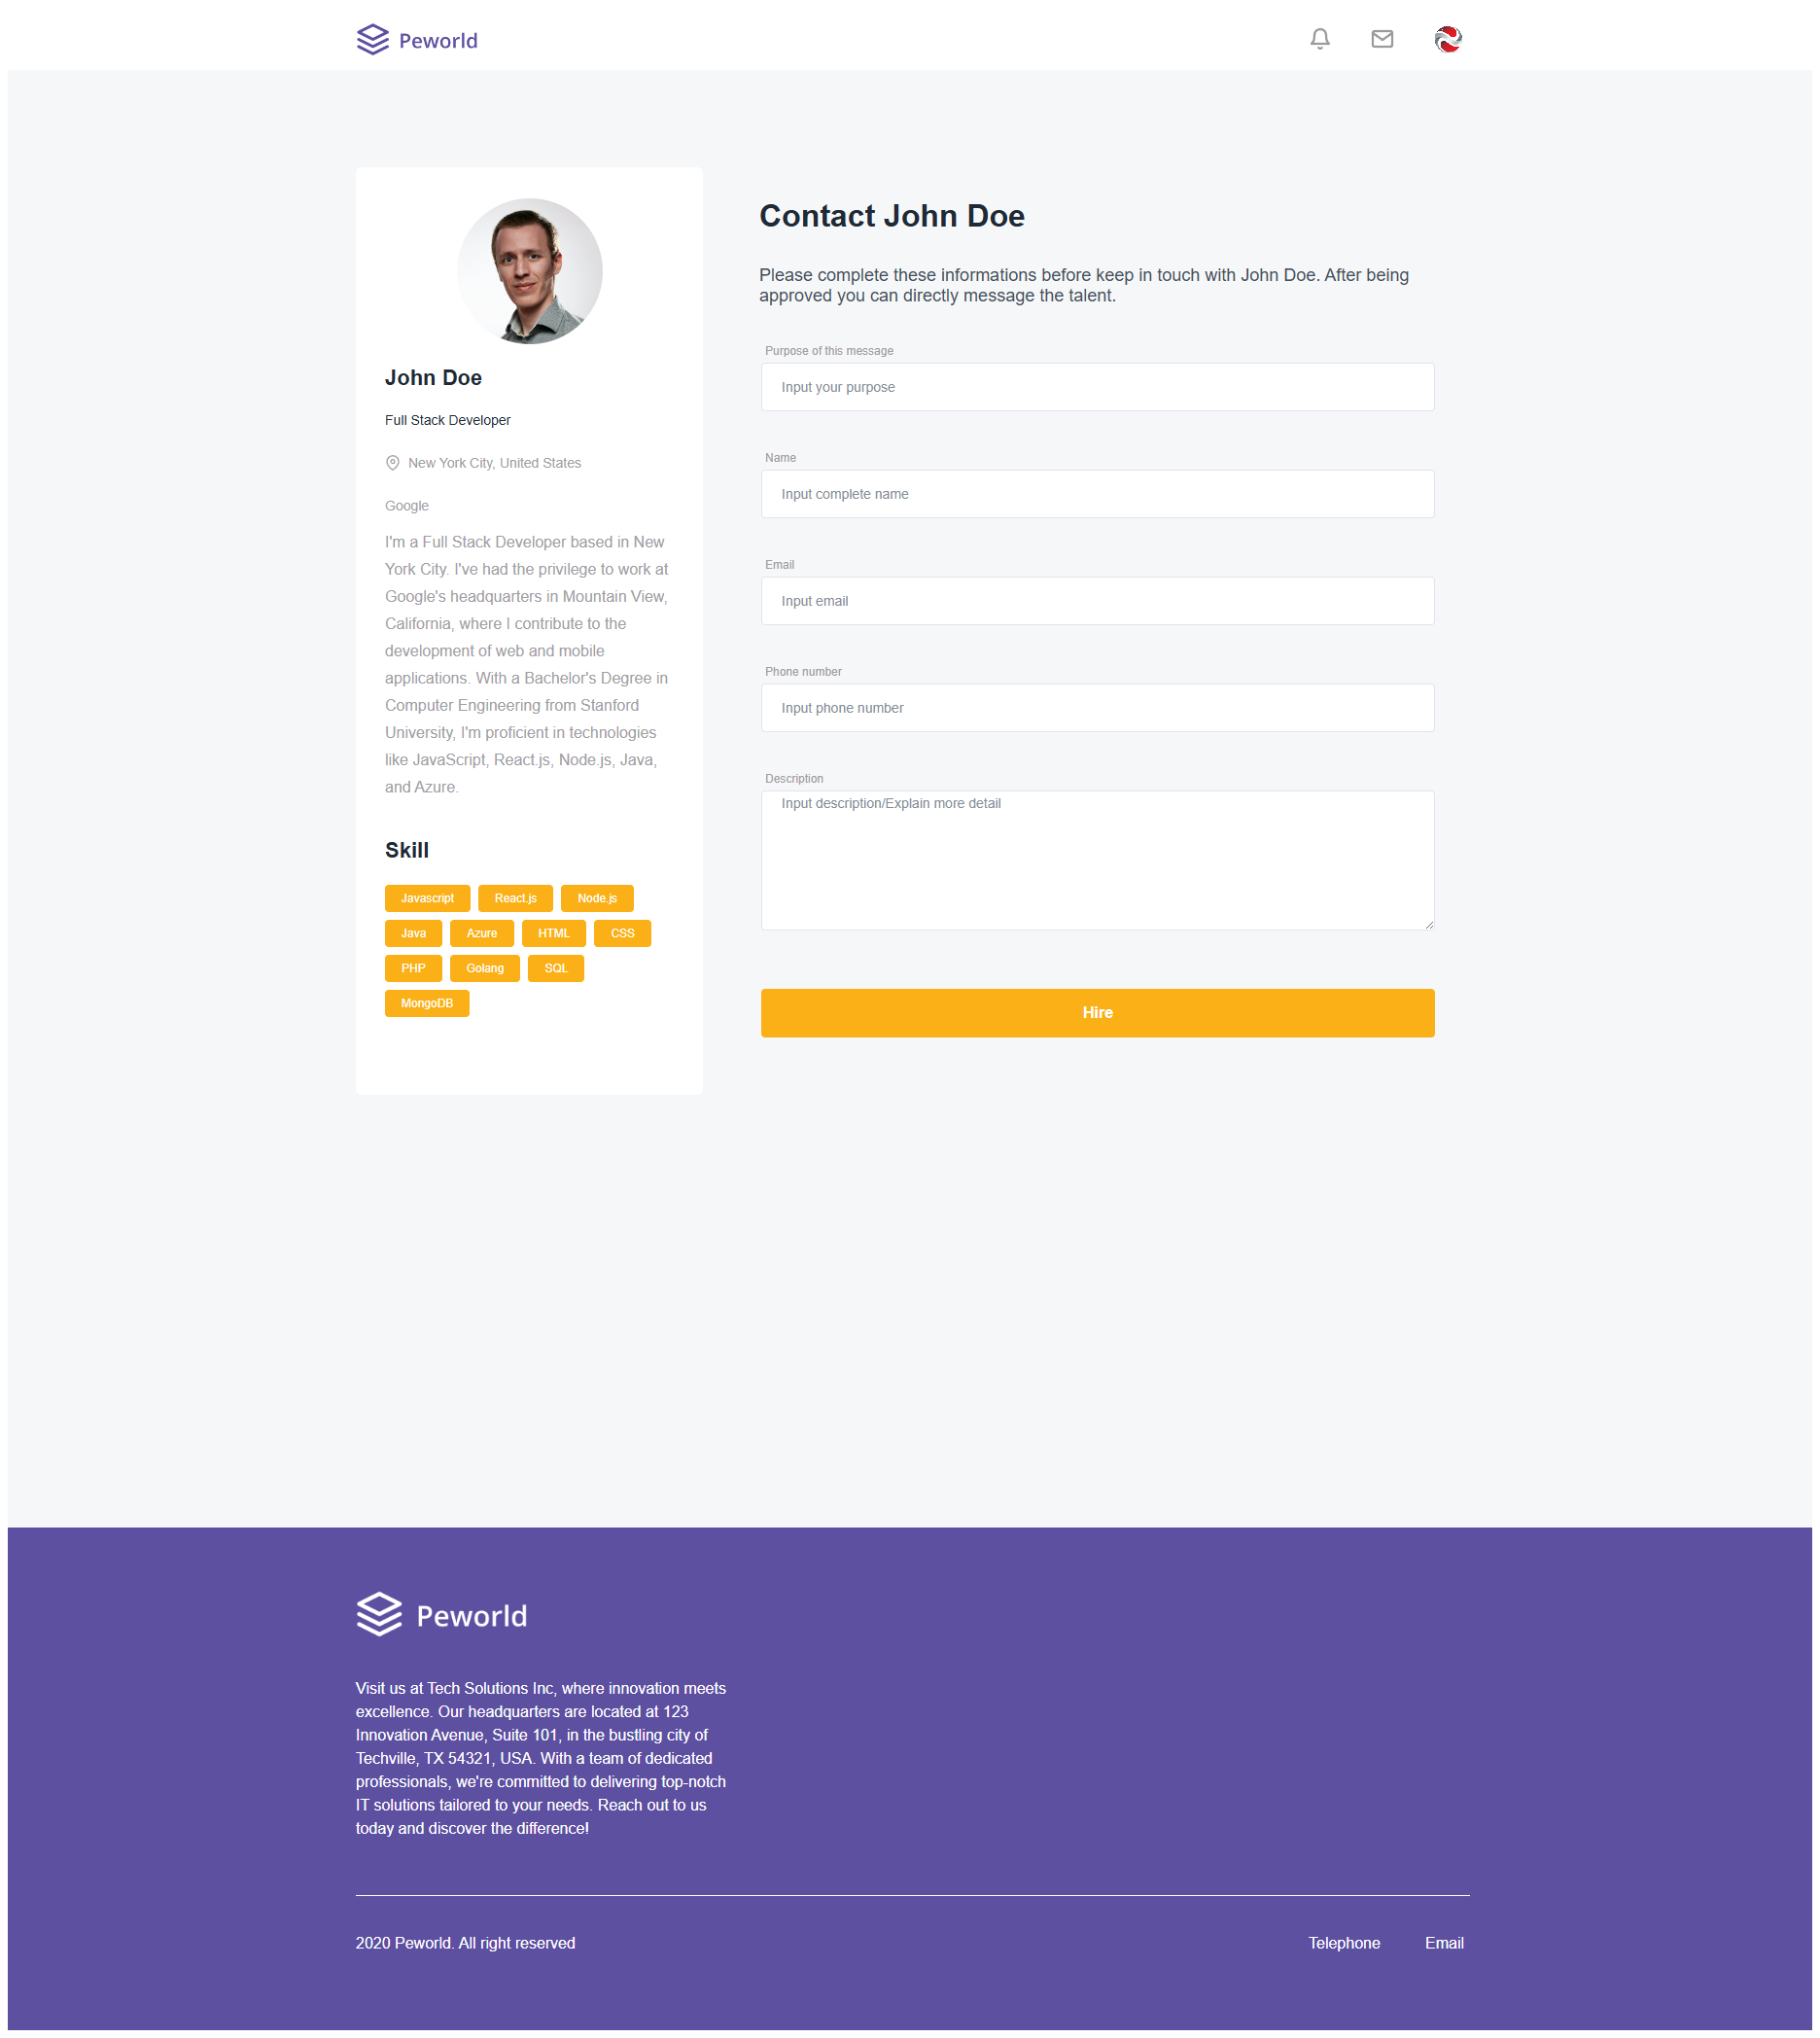 Peworld
John Doe
Full Stack Developer
New York City, United States
Google
I'm a Full Stack Developer based in New
York City. I've had the privilege to work at
Google's headquarters in Mountain View,
California, where I contribute to the
development of web and mobile
applications. With a Bachelor's Degree in
Computer Engineering from Stanford
University, I'm proficient in technologies
like JavaScript, React.js, Node.js, Java,
and Azure.
Skill
Javascript React.js Node.js
Java Azure HTML CSS
PHP Golang SQL
MongoDB
Contact John Doe
Please complete these informations before keep in touch with John Doe. After being
approved you can directly message the talent.
Purpose of this message
Input your purpose
Name
Input complete name
Email
Input email
Phone number
Input phone number
Description
Input description/Explain more detail
Hire
Peworld
Visit us at Tech Solutions Inc, where innovation meets
excellence. Our headquarters are located at 123
Innovation Avenue, Suite 101, in the bustling city of
Techville, TX 54321, USA. With a team of dedicated
professionals, we're committed to delivering top-notch
IT solutions tailored to your needs. Reach out to us
today and discover the difference!
2020 Peworld. All right reserved
Telephone Email